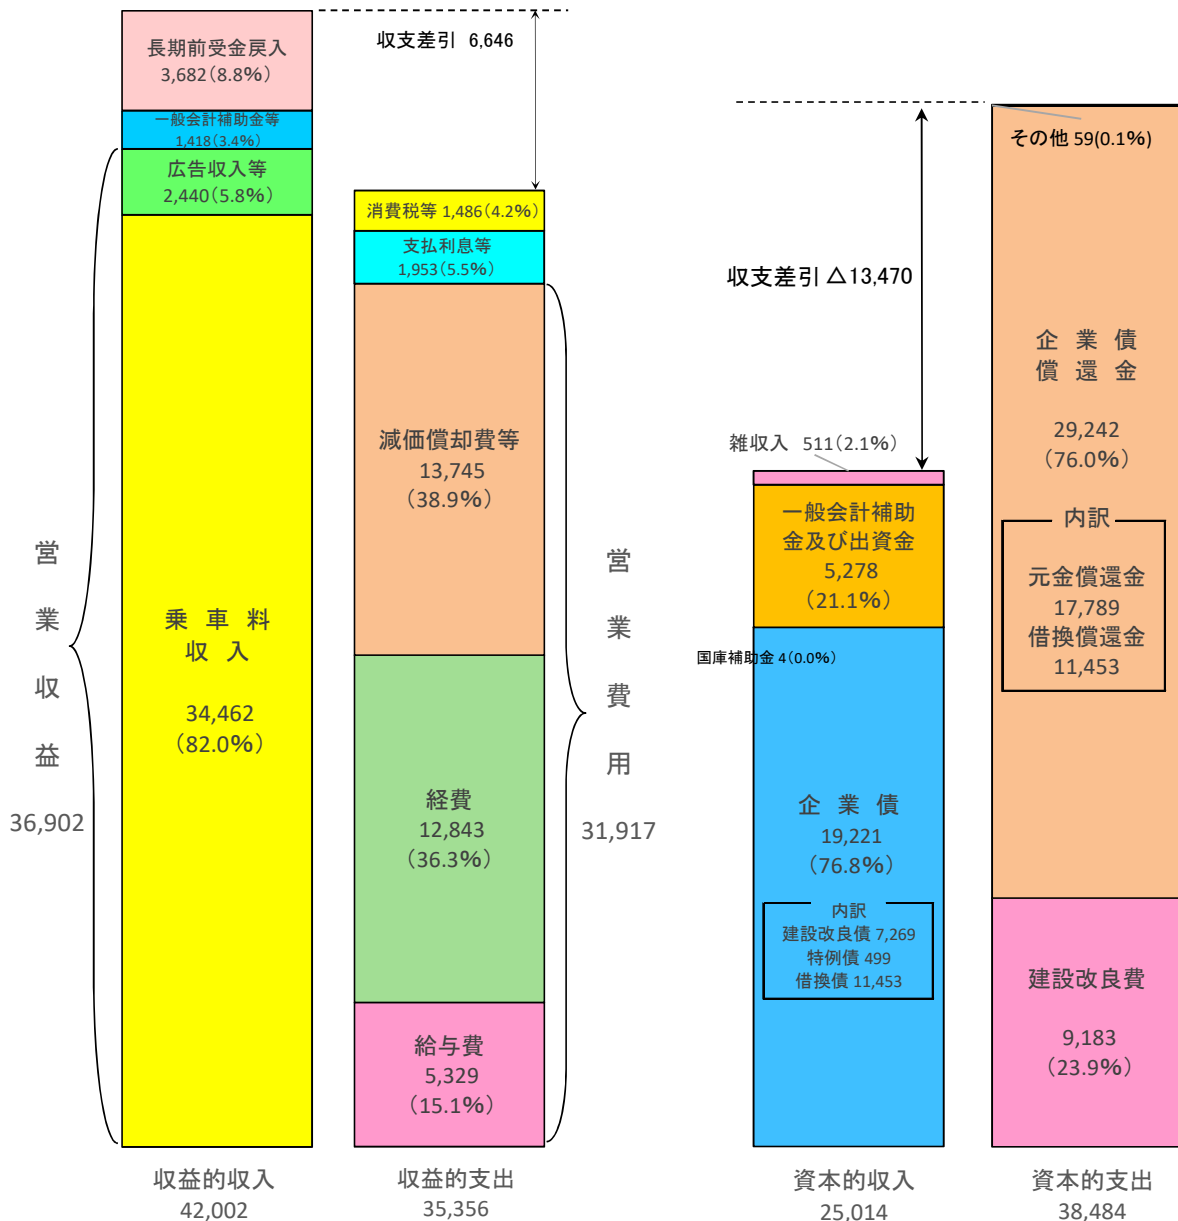 長期前受金戻入
3,682(8.8%)
一般会計補助金等
1,418(3.4%)
広告収入等
2,440(5.8%)
乗車料
収入
34,462
(82.0%)
営業収益
36,902
収益的収入
42,002
収支差引 6,646
消費税等 1,486(4.2%)
支払利息等
1,953(5.5%)
減価償却費等
13,745
(38.9%)
経費
12,843
(36.3%)
給与費
5,329
(15.1%)
営業費用
31,917
収益的支出
35,356
収支差引 △13,470
雑収入 511(2.1%)
一般会計補助
金及び出資金
5,278
(21.1%)
国庫補助金 4(0.0%)
企業債
19,221
(76.8%)
内訳
建設改良債 7,269
特例債 499
借換債 11,453
資本的収入
25,014
その他 59(0.1%)
企業債
償還金
29,242
(76.0%)
内訳
元金償還金
17,789
借換償還金
11,453
建設改良費
9,183
(23.9%)
資本的支出
38,484